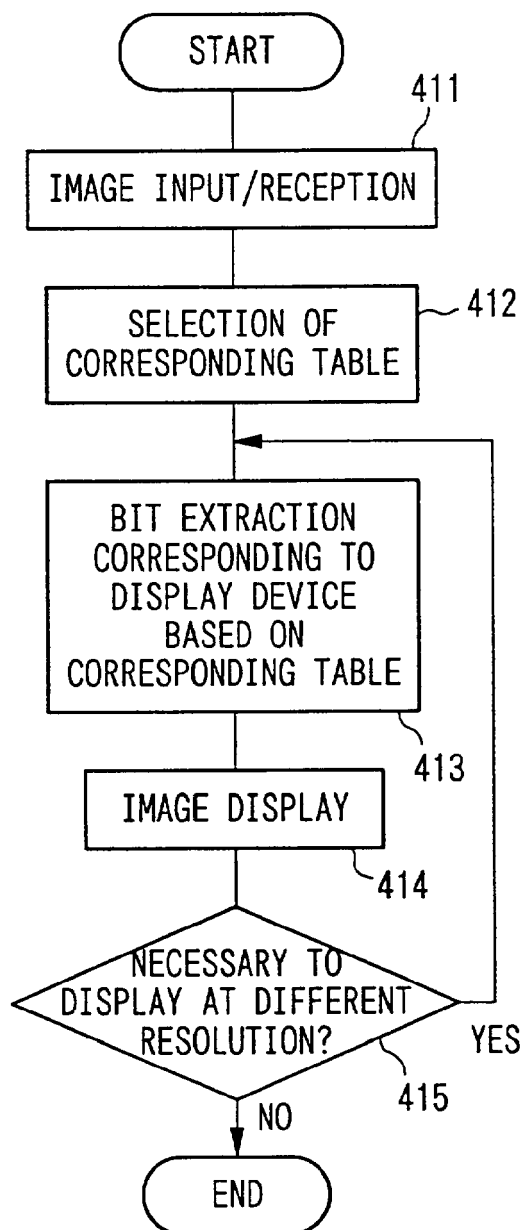 START
411
IMAGE INPUT/RECEPTION
412
SELECTION OF
CORRESPONDING TABLE
BIT EXTRACTION
CORRESPONDING TO
DISPLAY DEVICE
BASED ON
CORRESPONDING TABLE
413
IMAGE DISPLAY
414
NECESSARY TO
DISPLAY AT DIFFERENT
RESOLUTION?
YES
415
NO
END